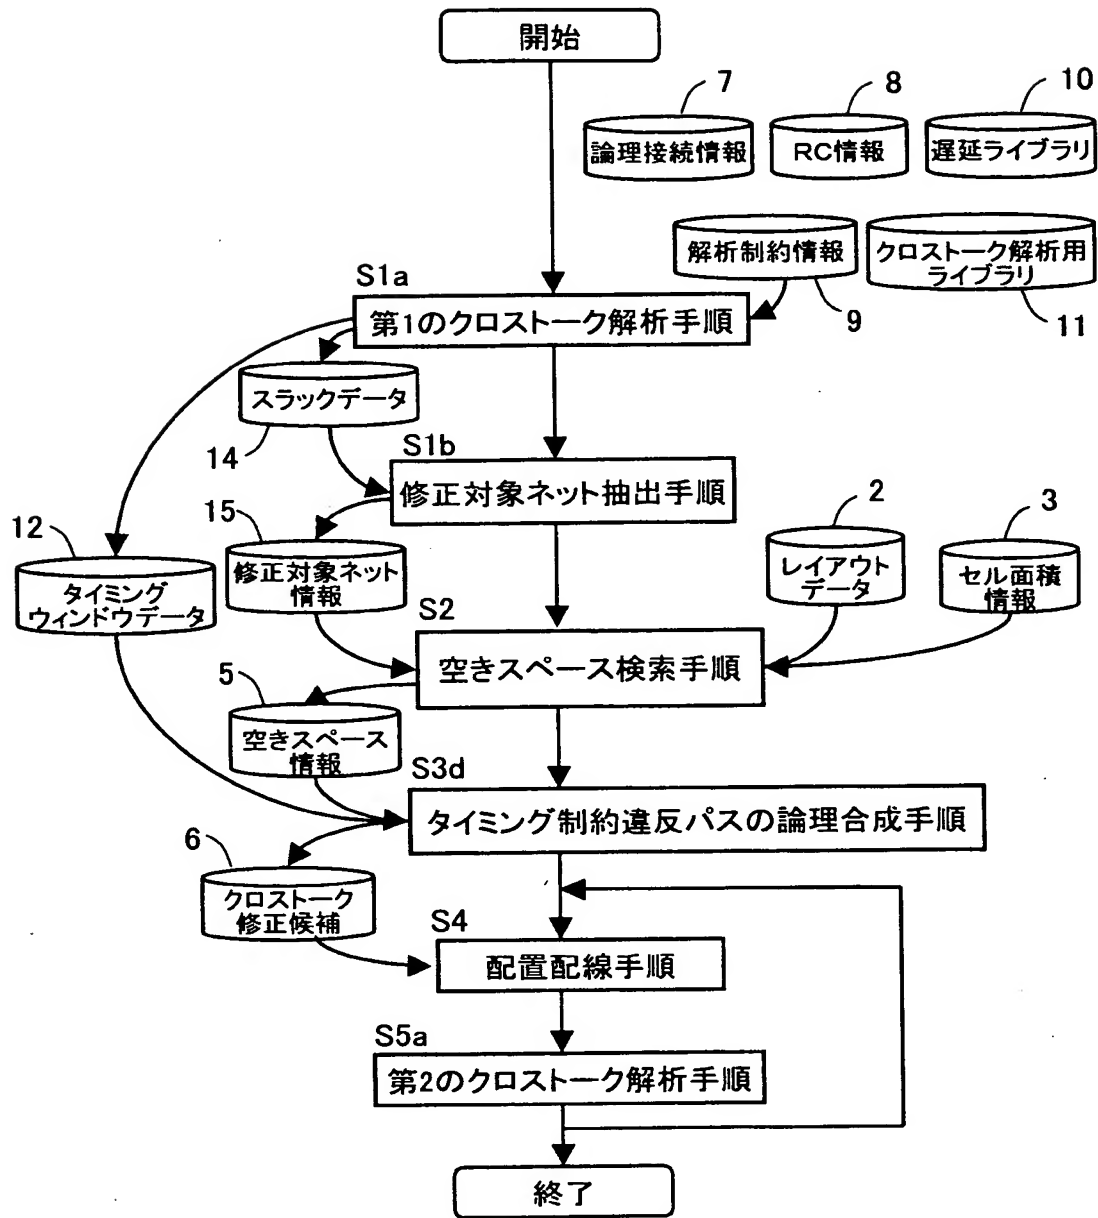 開始
7
8
10
論理接続情報
RC情報
遅延ライブラリ
解析制約情報
クロストーク解析用
ライブラリ
9
11
S1a
第1のクロストーク解析手順
スラックデータ
14
S1b
修正対象ネット抽出手順
12
タイミング
ウィンドウデータ
15
修正対象ネット
情報
2
レイアウト
データ
3
セル面積
情報
S2
空きスペース検索手順
5
空きスペース
情報
S3d
タイミング制約違反パスの論理合成手順
6
クロストーク
修正候補
S4
配置配線手順
S5a
第2のクロストーク解析手順
終了